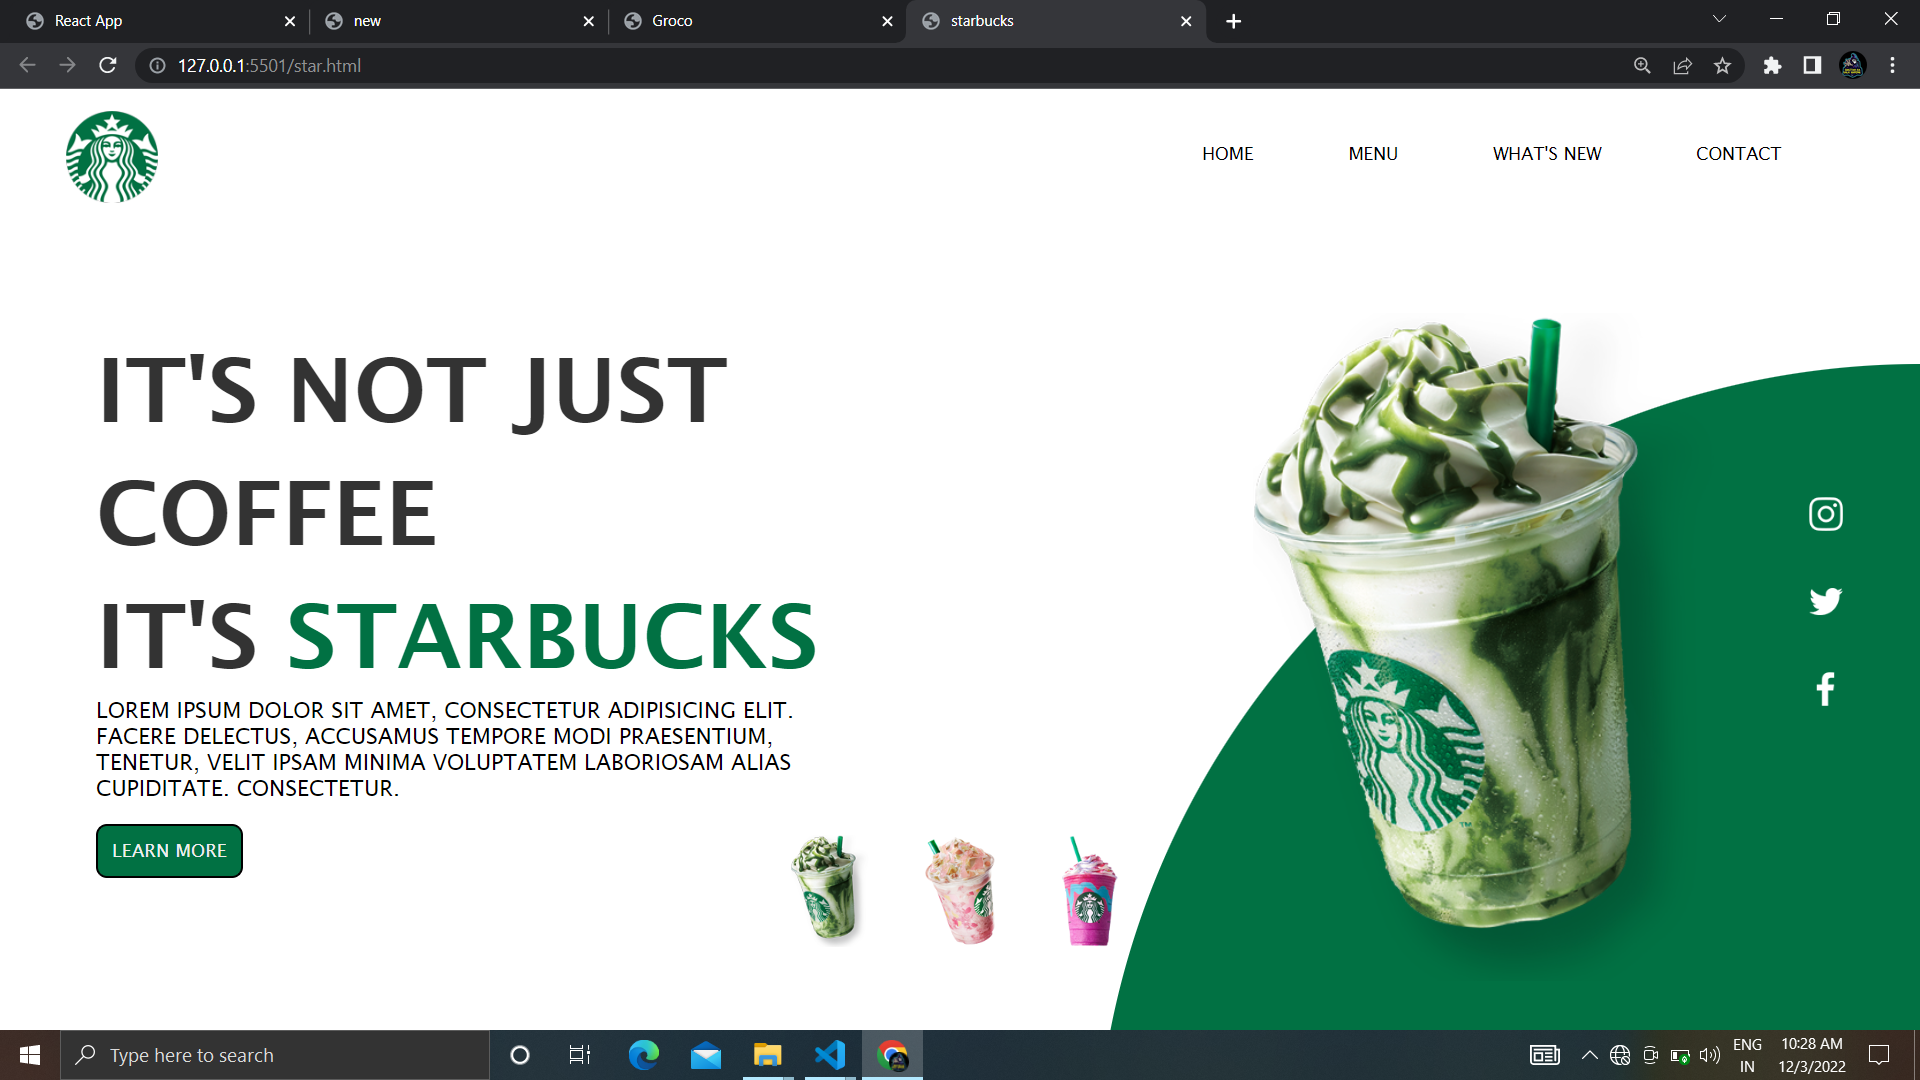 React App
new
Groco
starbucks
127.0.0.1:5501/star.html
HOME
MENU
WHAT'S NEW
CONTACT
IT'S NOT JUST
COFFEE
IT'S STARBUCKS
LOREM IPSUM DOLOR SIT AMET, CONSECTETUR ADIPISICING ELIT.
FACERE DELECTUS, ACCUSAMUS TEMPORE MODI PRAESENTIUM,
TENETUR, VELIT IPSAM MINIMA VOLUPTATEM LABORIOSAM ALIAS
CUPIDITATE. CONSECTETUR.
LEARN MORE
TM
Type here to search
ENG
IN
10:28 AM
12/3/2022